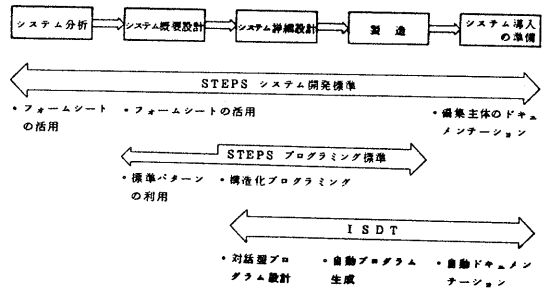 システム分析
システム概要設計
システム詳細設計
製造
システム導入
の準備
STEPS システム開発標準
・フォームシート
の活用
・フォームシートの活用
・編集主体のドキュ
メンテーション
STEPS プログラミング標準
・標準パターン
の利用
・構造化プログラミング
ISDT
・対話型プロ
グラム設計
・自動プログラム
生成
・自動ドキュメン
テーション